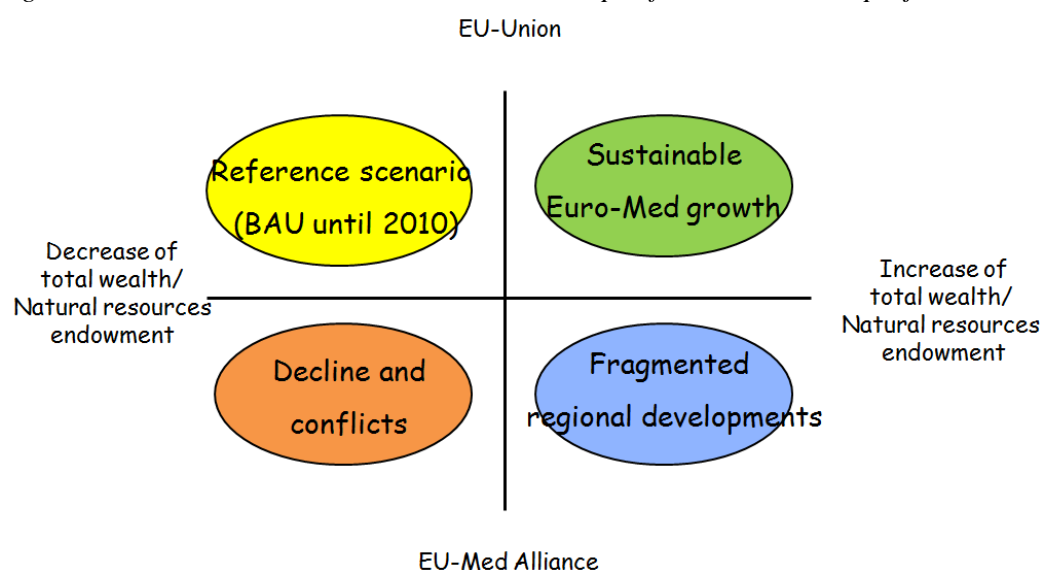 EU-Union
Reference scenario
(BAU until 2010)
Sustainable
Euro-Med growth
Decrease of
total wealth/
Natural resources
endowment
Increase of
total wealth/
Natural resources
endowment
Decline and
conflicts
Fragmented
regional developments
EU-Med Alliance